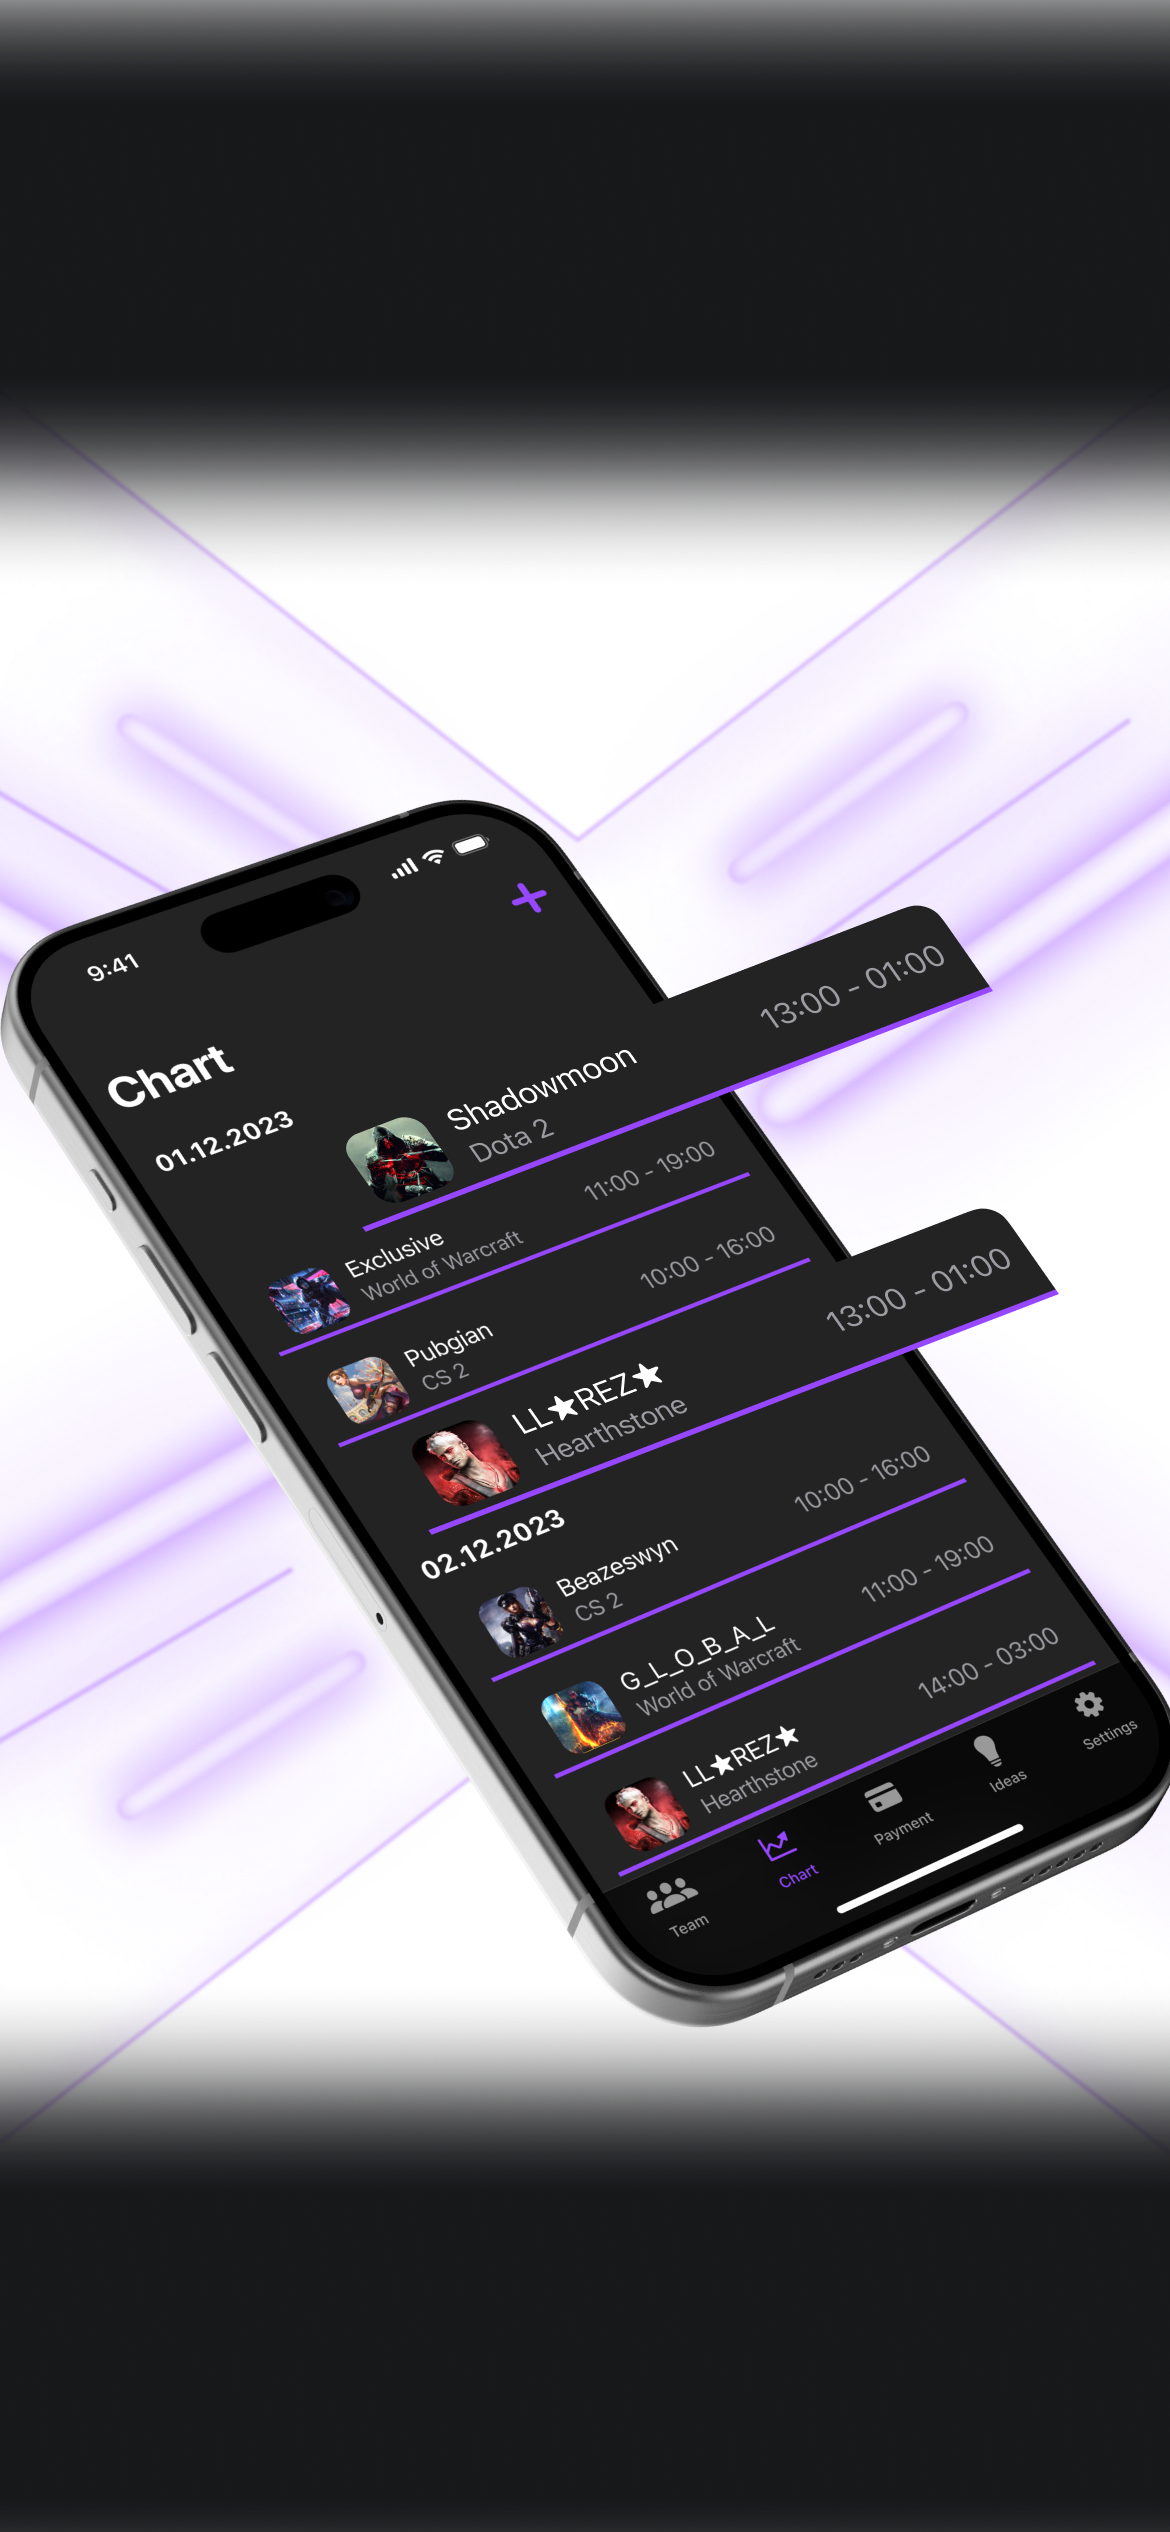 9:41
Chart
01.12.2023
Shadowmoon
13:00 - 01:00
Dota 2
Exclusive
11:00 - 19:00
World of Warcraft
Pubgian
10:00 - 16:00
CS 2
LL★REZ★
13:00 - 01:00
Hearthstone
02.12.2023
Beazeswyn
10:00 - 16:00
CS 2
G_L_O_B_A_L
11:00 - 19:00
World of Warcraft
LL★REZ★
14:00 - 03:00
Hearthstone
Team
Chart
Payment
Ideas
Settings